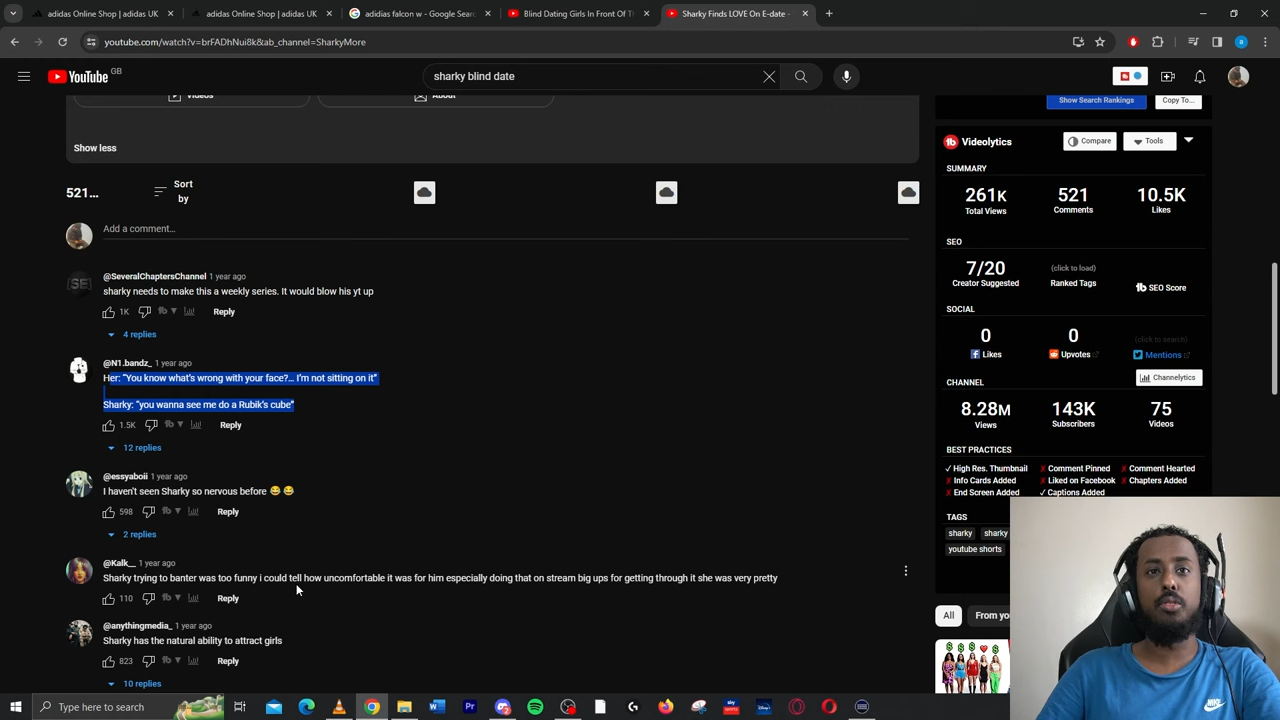 adidas Online Shop | adidas UK
adidas Online Shop | adidas UK
adidias falcon w - Google Sear
Blind Dating Girls In Front Of T
Sharky Finds LOVE On E-date -
youtube.com/watch?v=brFADhNui8k&ab_channel=SharkyMore
a
YouTube GB
sharky blind date
Videos
About
Show less
521...
Sort by
Add a comment...
@SeveralChaptersChannel 1 year ago
sharky needs to make this a weekly series. It would blow his yt up
1K
Reply
4 replies
@N1.bandz_ 1 year ago
Her: “You know what’s wrong with your face?... I’m not sitting on it”
Sharky: “you wanna see me do a Rubik’s cube”
1.5K
Reply
12 replies
@essyaboii 1 year ago
I haven't seen Sharky so nervous before 😂 😂
598
Reply
2 replies
@Kalk__ 1 year ago
Sharky trying to banter was too funny i could tell how uncomfortable it was for him especially doing that on stream big ups for getting through it she was very pretty
110
Reply
@anythingmedia_ 1 year ago
Sharky has the natural ability to attract girls
823
Reply
10 replies
Show Search Rankings
Copy To...
Videolytics
Compare
Tools
SUMMARY
261K 521 10.5K
Total Views Comments Likes
SEO
7/20 (click to load)
Creator Suggested Ranked Tags SEO Score
SOCIAL
0 0 (click to search)
Likes Upvotes Mentions
CHANNEL
Channelytics
8.28M 143K 75
Views Subscribers Videos
BEST PRACTICES
✓ High Res. Thumbnail ✗ Comment Pinned ✗ Comment Hearted
✗ Info Cards Added ✗ Liked on Facebook ✗ Chapters Added
✗ End Screen Added ✓ Captions Added
TAGS
sharky sharky
youtube shorts
All From yo
Type here to search